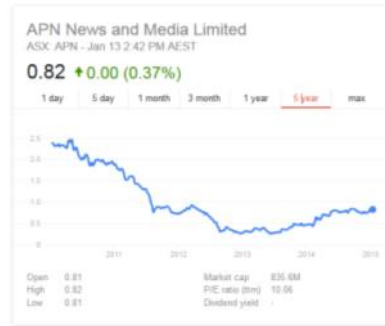 APN News and Media Limited
ASX: APN - Jan 13 2:42 PM AEST
0.82 ↑0.00 (0.37%)
1 day 5 day 1 month 3 month 1 year 5 year max
2.5
2.0
1.5
1.0
0.5
0
2011 2012 2013 2014 2015
Open 0.81 Market cap 835.6M
High 0.82 P/E ratio (ttm) 10.06
Low 0.81 Dividend yield -